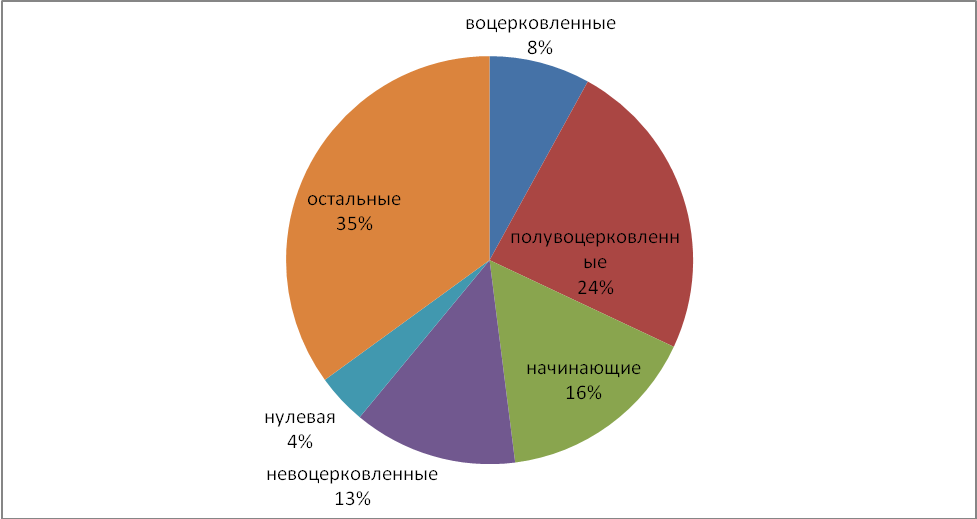 воцерковленные
8%
остальные
35%
полувоцерковленн
ые
24%
начинающие
16%
нулевая
4%
невоцерковленные
13%